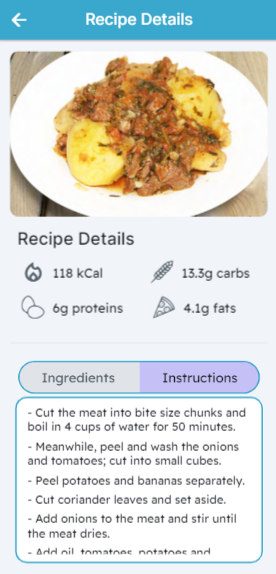 Recipe Details
Recipe Details
118 kCal
13.3g carbs
6g proteins
4.1g fats
Ingredients
Instructions
- Cut the meat into bite size chunks and
boil in 4 cups of water for 50 minutes.
- Meanwhile, peel and wash the onions
and tomatoes; cut into small cubes.
- Peel potatoes and bananas separately.
- Cut coriander leaves and set aside.
- Add onions to the meat and stir until
the meat dries.
- Add oil, tomatoes, potatoes and